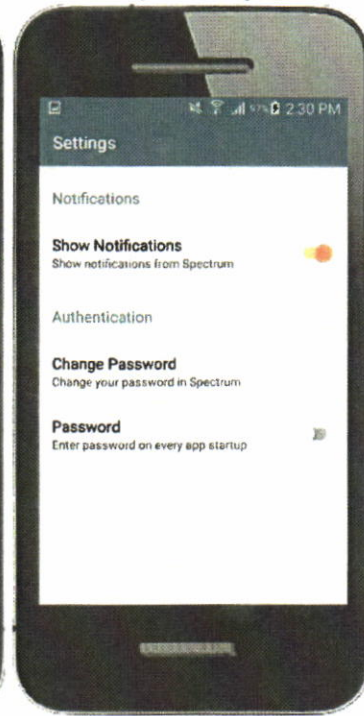 2:30 PM
Settings
Notifications
Show Notifications
Show notifications from Spectrum
Authentication
Change Password
Change your password in Spectrum
Password
Enter password on every app startup